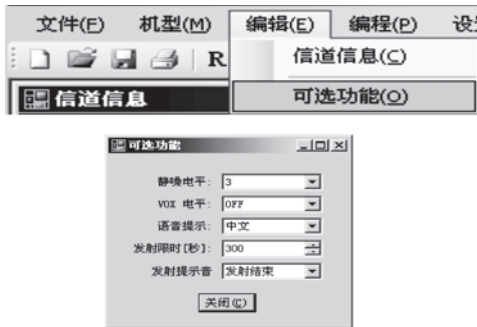 文件(F) 机型(M) 编辑(E) 编程(P) 设
R 信道信息(C)
信道信息 可选功能(O)
可选功能
静噪电平: 3
VOX 电平: OFF
语音提示: 中文
发射限时[秒]: 300
发射提示音 发射结束
关闭(C)